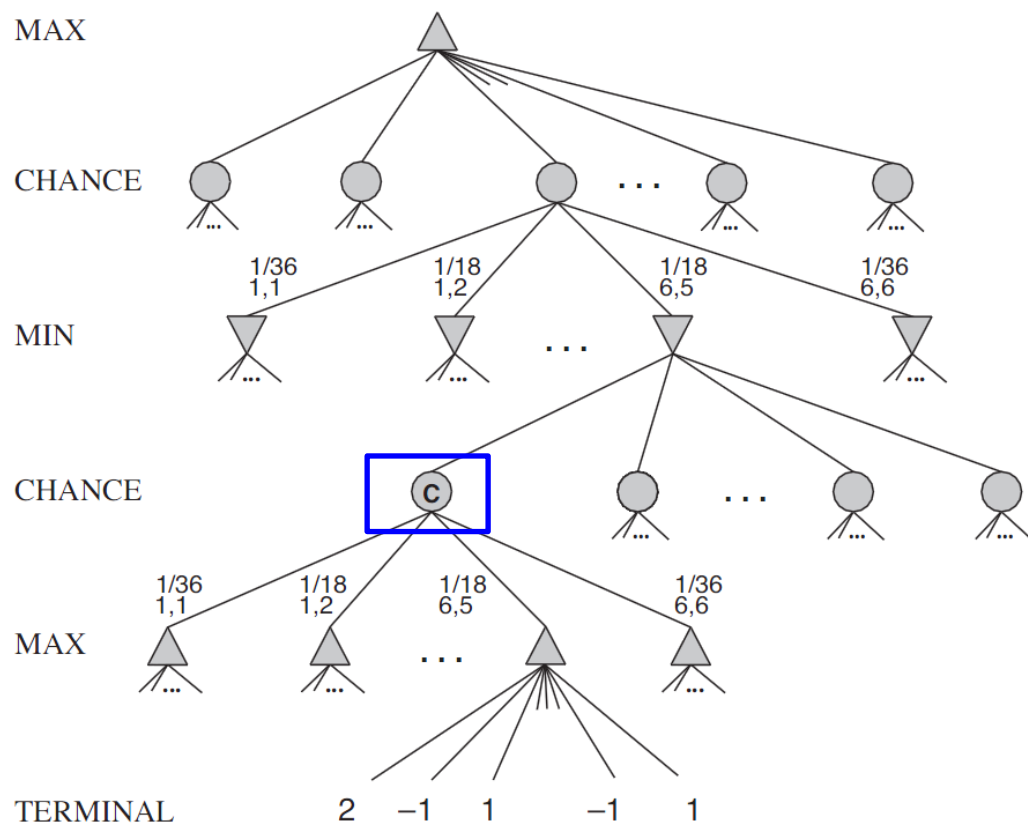 MAX
CHANCE
. . .
... ... ... ...
1/36 1/18 1/18 1/36
1,1 1,2 6,5 6,6
MIN
. . .
... ... ...
CHANCE
C
. . .
... ... ...
1/36 1/18 1/18 1/36
1,1 1,2 6,5 6,6
MAX
. . .
... ... ...
TERMINAL 2 –1 1 –1 1